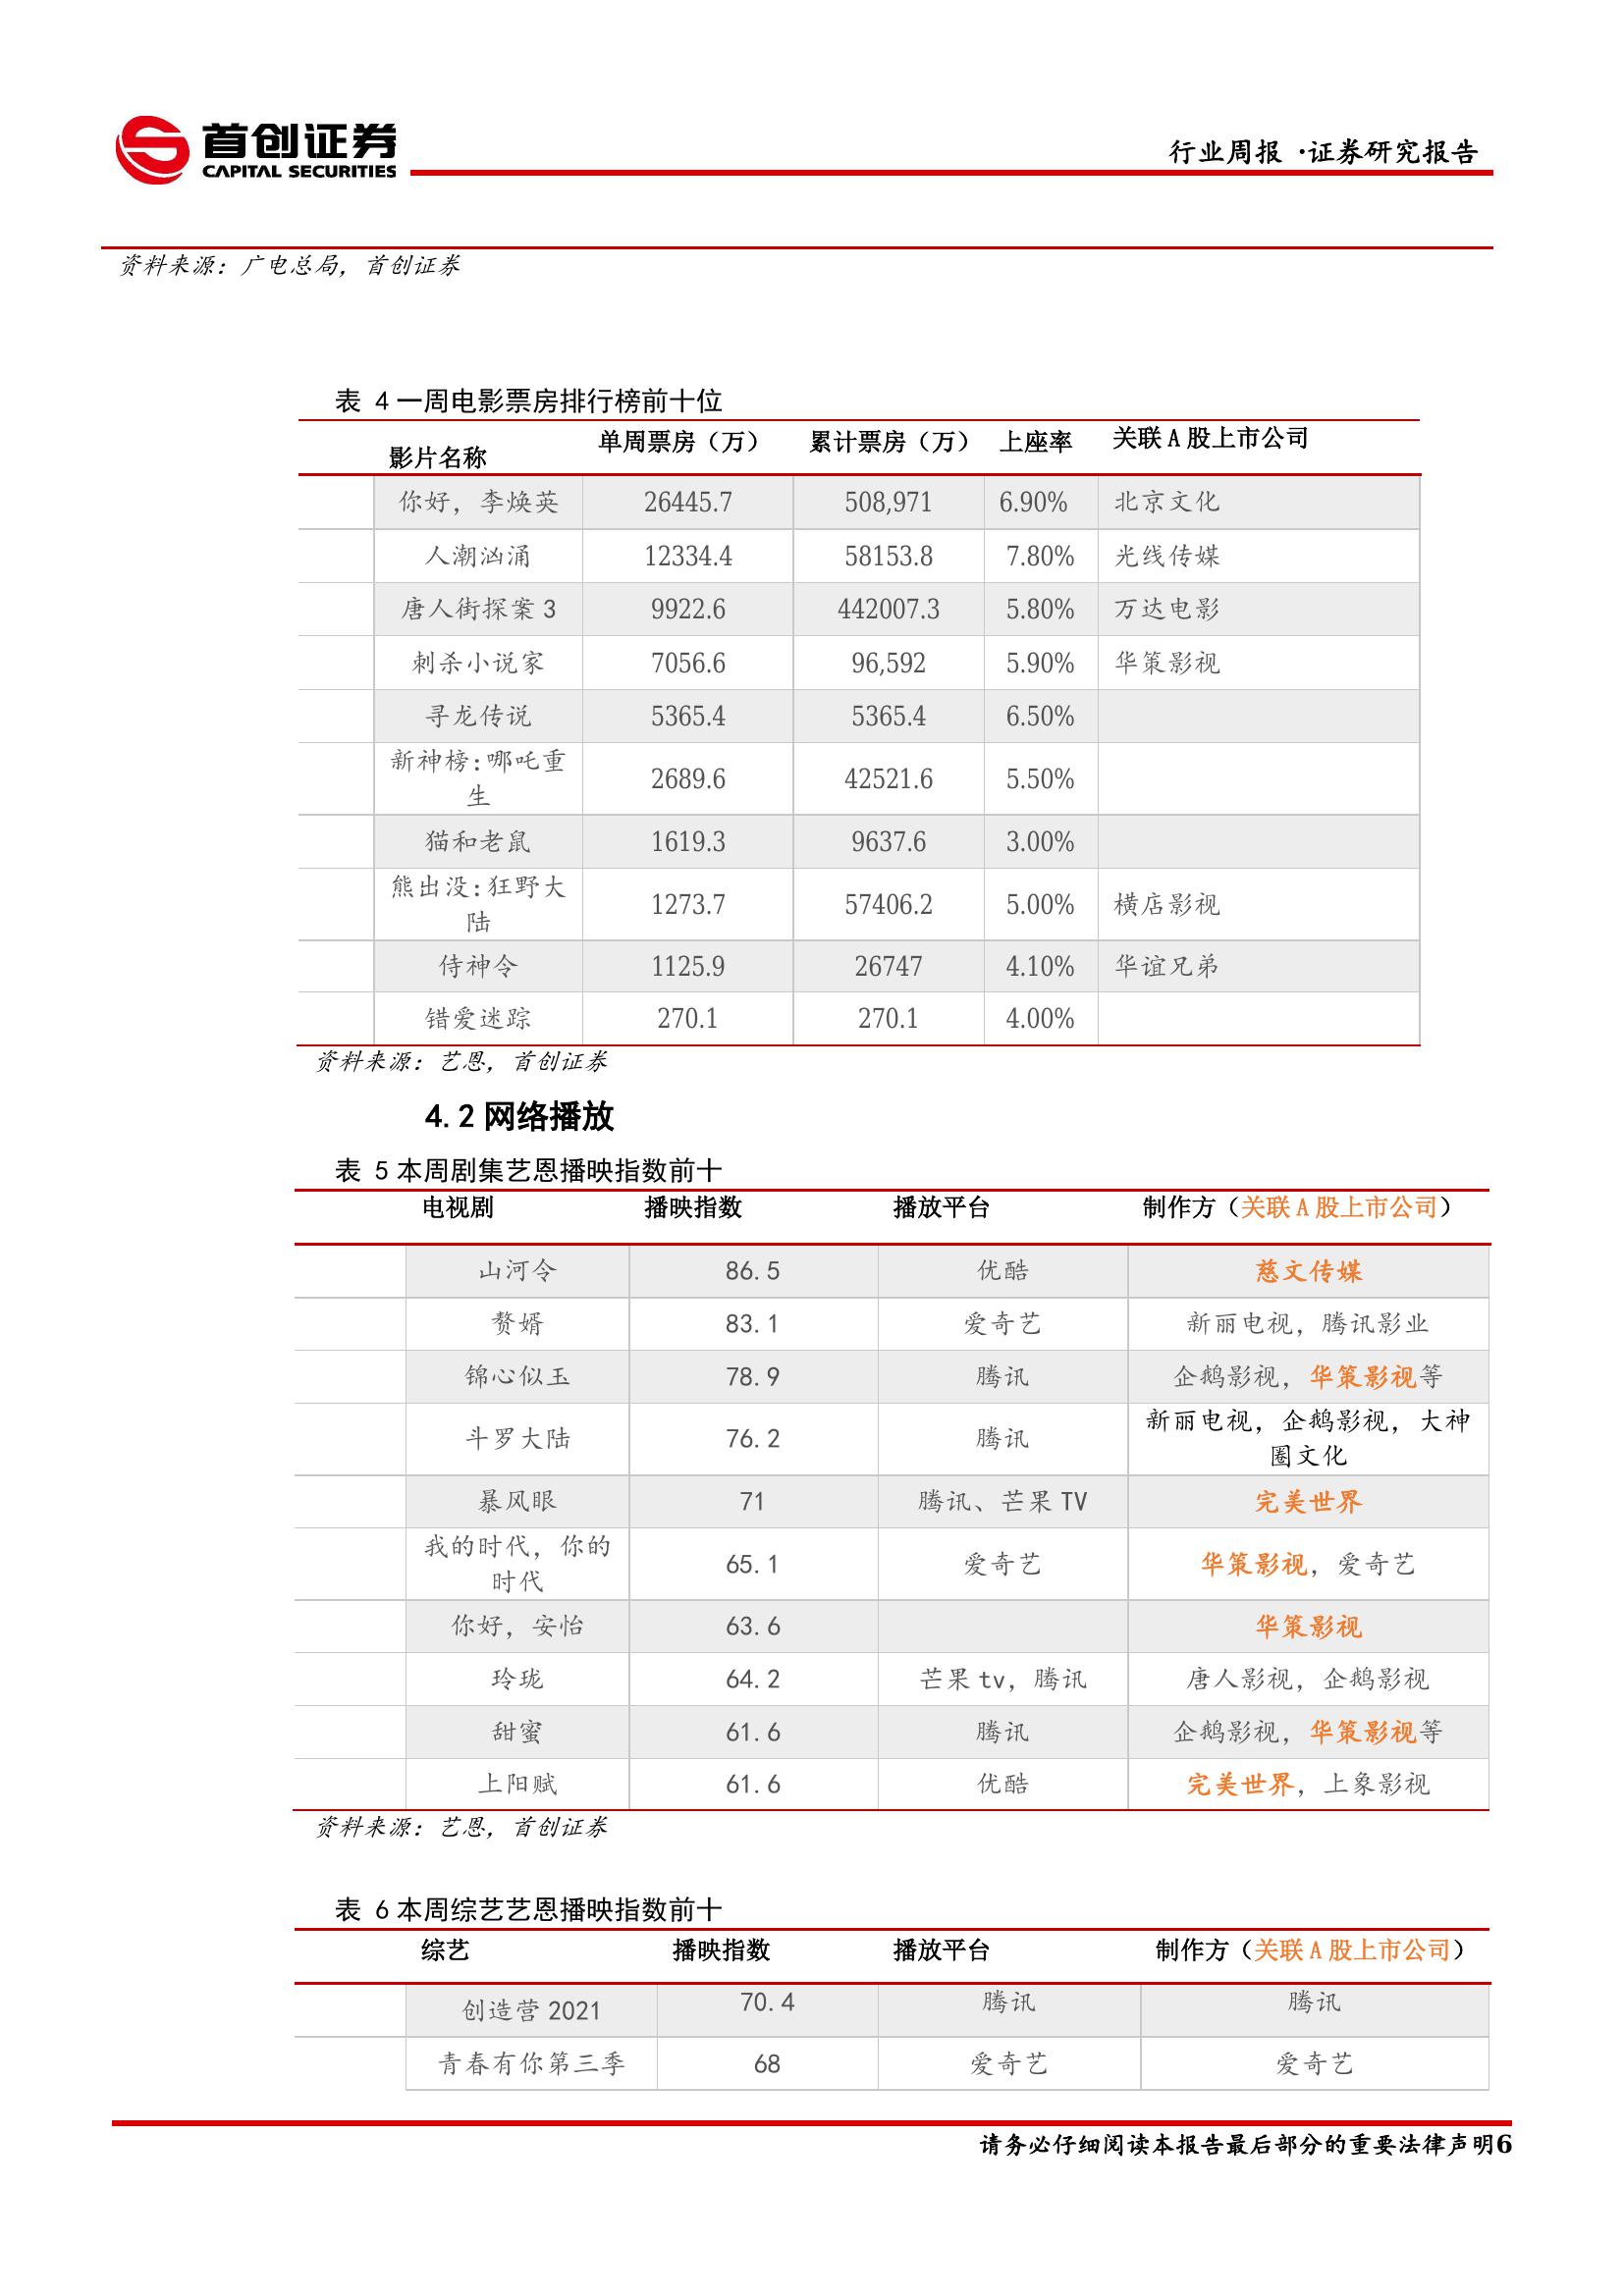 首创证券
CAPITAL SECURITIES
行业周报 ·证券研究报告
资料来源：广电总局，首创证券
表 4 一周电影票房排行榜前十位
影片名称 单周票房（万） 累计票房（万） 上座率 关联 A 股上市公司
你好，李焕英 26445.7 508,971 6.90% 北京文化
人潮汹涌 12334.4 58153.8 7.80% 光线传媒
唐人街探案 3 9922.6 442007.3 5.80% 万达电影
刺杀小说家 7056.6 96,592 5.90% 华策影视
寻龙传说 5365.4 5365.4 6.50%
新神榜:哪吒重
生 2689.6 42521.6 5.50%
猫和老鼠 1619.3 9637.6 3.00%
熊出没:狂野大
陆 1273.7 57406.2 5.00% 横店影视
侍神令 1125.9 26747 4.10% 华谊兄弟
错爱迷踪 270.1 270.1 4.00%
资料来源：艺恩，首创证券
4.2 网络播放
表 5 本周剧集艺恩播映指数前十
电视剧 播映指数 播放平台 制作方（关联 A 股上市公司）
山河令 86.5 优酷 慈文传媒
赘婿 83.1 爱奇艺 新丽电视，腾讯影业
锦心似玉 78.9 腾讯 企鹅影视，华策影视等
斗罗大陆 76.2 腾讯 新丽电视，企鹅影视，大神
圈文化
暴风眼 71 腾讯、芒果 TV 完美世界
我的时代，你的
时代 65.1 爱奇艺 华策影视，爱奇艺
你好，安怡 63.6 华策影视
玲珑 64.2 芒果 tv，腾讯 唐人影视，企鹅影视
甜蜜 61.6 腾讯 企鹅影视，华策影视等
上阳赋 61.6 优酷 完美世界，上象影视
资料来源：艺恩，首创证券
表 6 本周综艺艺恩播映指数前十
综艺 播映指数 播放平台 制作方（关联 A 股上市公司）
创造营 2021 70.4 腾讯 腾讯
青春有你第三季 68 爱奇艺 爱奇艺
请务必仔细阅读本报告最后部分的重要法律声明6